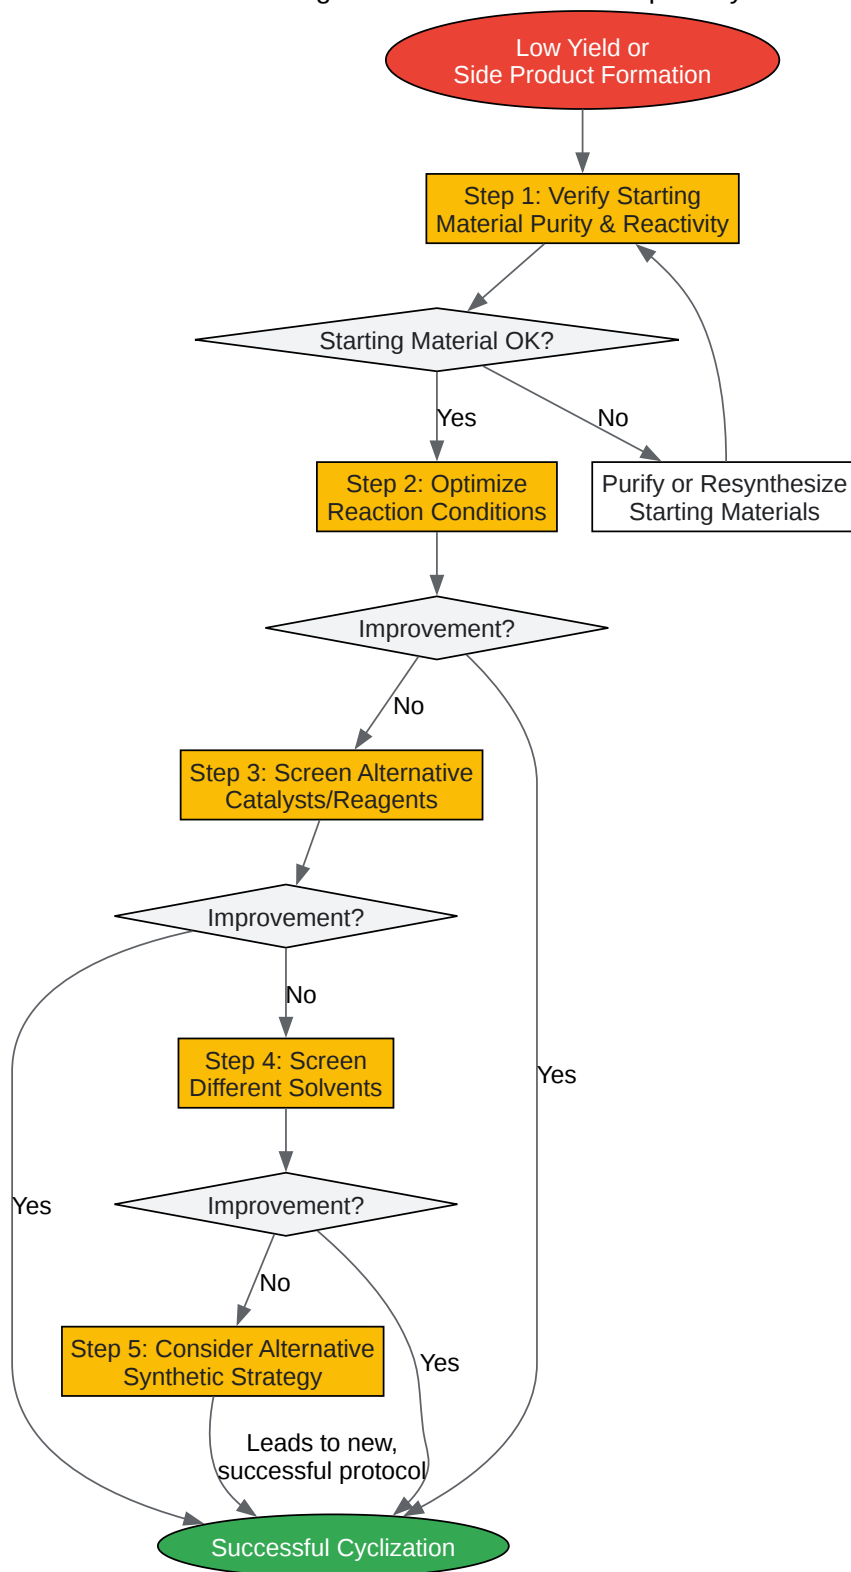 Low Yield or
Side Product Formation
Step 1: Verify Starting
Material Purity & Reactivity
Starting Material OK?
Yes
No
Step 2: Optimize
Reaction Conditions
Purify or Resynthesize
Starting Materials
Improvement?
No
Step 3: Screen Alternative
Catalysts/Reagents
Improvement?
No
Step 4: Screen
Different Solvents
Yes
Yes
Improvement?
No
Step 5: Consider Alternative
Synthetic Strategy
Yes
Leads to new,
successful protocol
Successful Cyclization